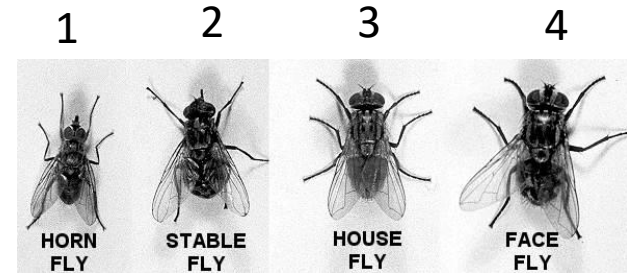 1 2 3 4
HORN FLY
STABLE FLY
HOUSE FLY
FACE FLY